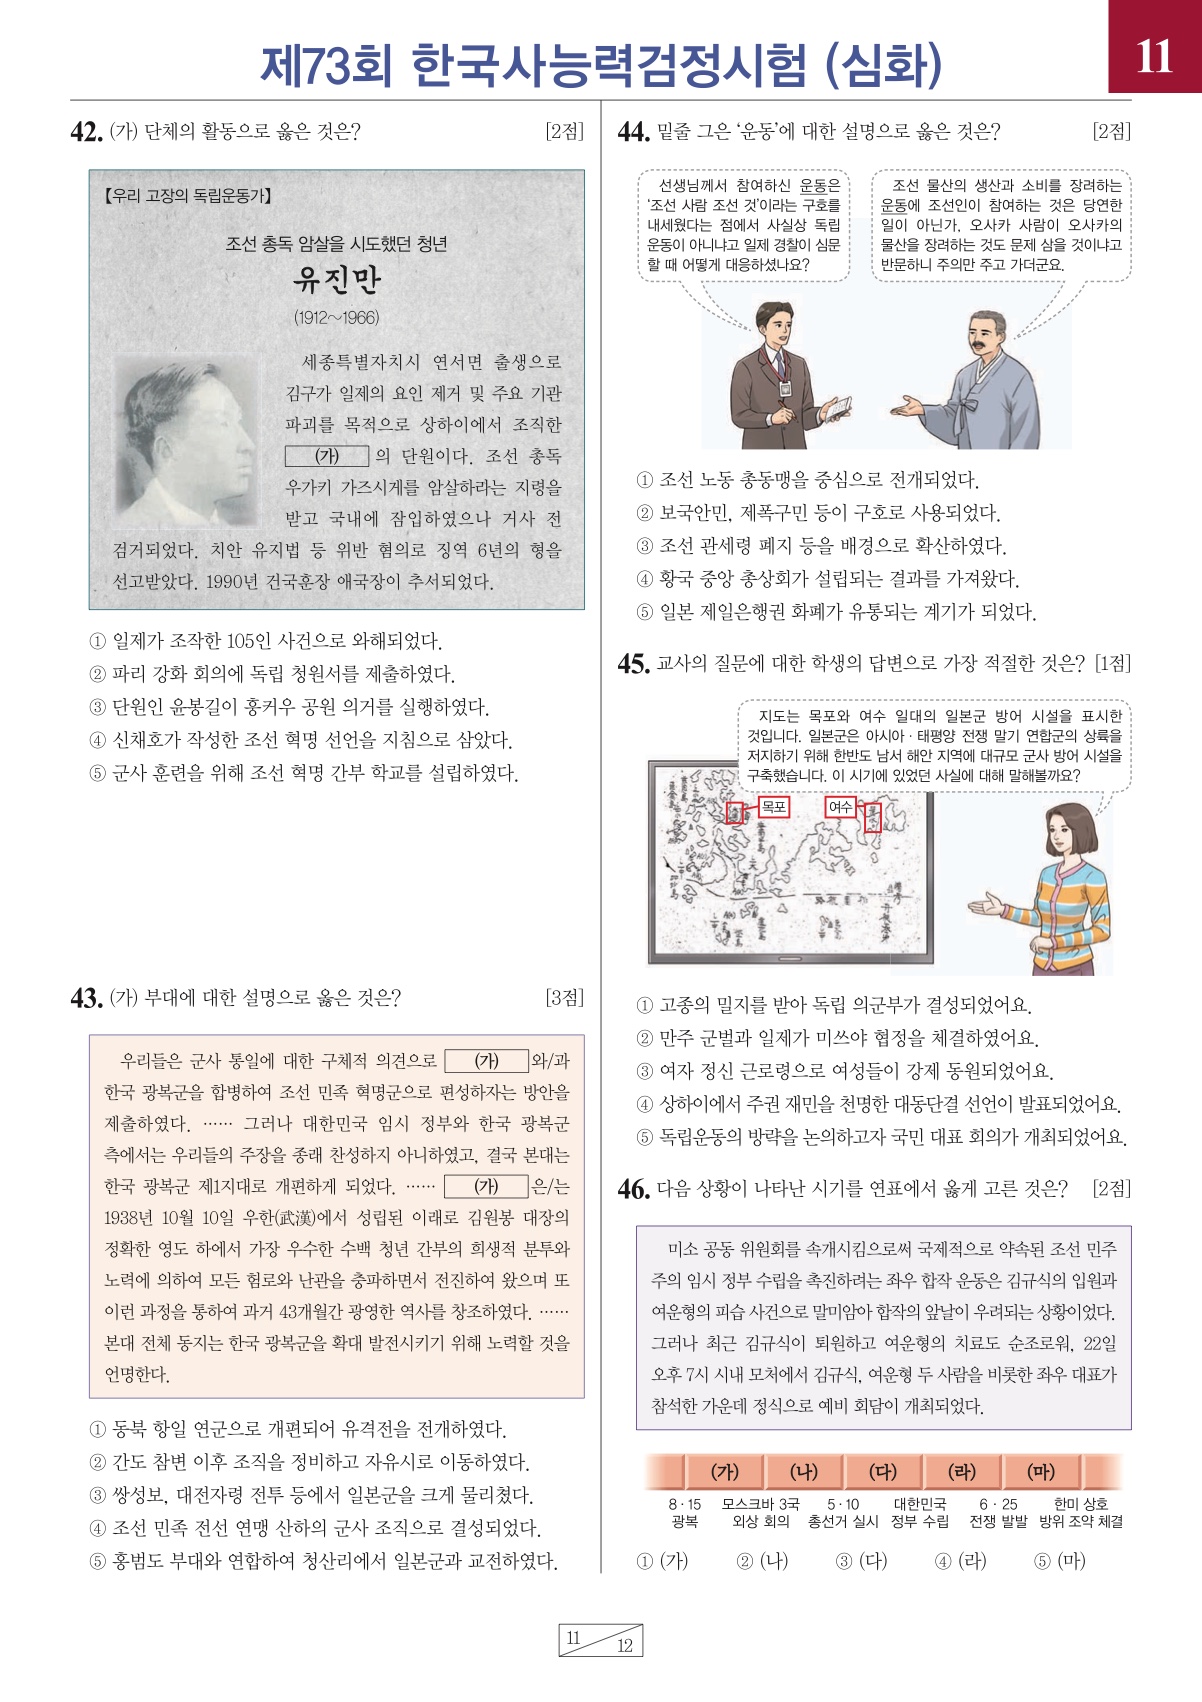 제73회 한국사능력검정시험 (심화)
11
42. (가) 단체의 활동으로 옳은 것은? [2점]
【우리 고장의 독립운동가】
조선 총독 암살을 시도했던 청년
유진만
(1912～1966)
세종특별자치시 연서면 출생으로
김구가 일제의 요인 제거 및 주요 기관
파괴를 목적으로 상하이에서 조직한
(가) 의 단원이다. 조선 총독
우가키 가즈시게를 암살하라는 지령을
받고 국내에 잠입하였으나 거사 전
검거되었다. 치안 유지법 등 위반 혐의로 징역 6년의 형을
선고받았다. 1990년 건국훈장 애국장이 추서되었다.
① 일제가 조작한 105인 사건으로 와해되었다.
② 파리 강화 회의에 독립 청원서를 제출하였다.
③ 단원인 윤봉길이 훙커우 공원 의거를 실행하였다.
④ 신채호가 작성한 조선 혁명 선언을 지침으로 삼았다.
⑤ 군사 훈련을 위해 조선 혁명 간부 학교를 설립하였다.
43. (가) 부대에 대한 설명으로 옳은 것은? [3점]
우리들은 군사 통일에 대한 구체적 의견으로 (가) 와/과
한국 광복군을 합병하여 조선 민족 혁명군으로 편성하자는 방안을
제출하였다. …… 그러나 대한민국 임시 정부와 한국 광복군
측에서는 우리들의 주장을 종래 찬성하지 아니하였고, 결국 본대는
한국 광복군 제1지대로 개편하게 되었다. …… (가) 은/는
1938년 10월 10일 우한(武漢)에서 성립된 이래로 김원봉 대장의
정확한 영도 하에서 가장 우수한 수백 청년 간부의 희생적 분투와
노력에 의하여 모든 험로와 난관을 충파하면서 전진하여 왔으며 또
이런 과정을 통하여 과거 43개월간 광영한 역사를 창조하였다. ……
본대 전체 동지는 한국 광복군을 확대 발전시키기 위해 노력할 것을
언명한다.
① 동북 항일 연군으로 개편되어 유격전을 전개하였다.
② 간도 참변 이후 조직을 정비하고 자유시로 이동하였다.
③ 쌍성보, 대전자령 전투 등에서 일본군을 크게 물리쳤다.
④ 조선 민족 전선 연맹 산하의 군사 조직으로 결성되었다.
⑤ 홍범도 부대와 연합하여 청산리에서 일본군과 교전하였다.
44. 밑줄 그은 ‘운동’에 대한 설명으로 옳은 것은? [2점]
선생님께서 참여하신 운동은
‘조선 사람 조선 것’이라는 구호를
내세웠다는 점에서 사실상 독립
운동이 아니냐고 일제 경찰이 심문
할 때 어떻게 대응하셨나요?
조선 물산의 생산과 소비를 장려하는
운동에 조선인이 참여하는 것은 당연한
일이 아닌가, 오사카 사람이 오사카의
물산을 장려하는 것도 문제 삼을 것이냐고
반문하니 주의만 주고 가더군요.
① 조선 노동 총동맹을 중심으로 전개되었다.
② 보국안민, 제폭구민 등이 구호로 사용되었다.
③ 조선 관세령 폐지 등을 배경으로 확산하였다.
④ 황국 중앙 총상회가 설립되는 결과를 가져왔다.
⑤ 일본 제일은행권 화폐가 유통되는 계기가 되었다.
45. 교사의 질문에 대한 학생의 답변으로 가장 적절한 것은? [1점]
지도는 목포와 여수 일대의 일본군 방어 시설을 표시한
것입니다. 일본군은 아시아·태평양 전쟁 말기 연합군의 상륙을
저지하기 위해 한반도 남서 해안 지역에 대규모 군사 방어 시설을
구축했습니다. 이 시기에 있었던 사실에 대해 말해볼까요?
목포 여수
① 고종의 밀지를 받아 독립 의군부가 결성되었어요.
② 만주 군벌과 일제가 미쓰야 협정을 체결하였어요.
③ 여자 정신 근로령으로 여성들이 강제 동원되었어요.
④ 상하이에서 주권 재민을 천명한 대동단결 선언이 발표되었어요.
⑤ 독립운동의 방략을 논의하고자 국민 대표 회의가 개최되었어요.
46. 다음 상황이 나타난 시기를 연표에서 옳게 고른 것은? [2점]
미소 공동 위원회를 속개시킴으로써 국제적으로 약속된 조선 민주
주의 임시 정부 수립을 촉진하려는 좌우 합작 운동은 김규식의 입원과
여운형의 피습 사건으로 말미암아 합작의 앞날이 우려되는 상황이었다.
그러나 최근 김규식이 퇴원하고 여운형의 치료도 순조로워, 22일
오후 7시 시내 모처에서 김규식, 여운형 두 사람을 비롯한 좌우 대표가
참석한 가운데 정식으로 예비 회담이 개최되었다.
(가) (나) (다) (라) (마)
8·15 모스크바 3국 5·10 대한민국 6·25 한미 상호
광복 외상 회의 총선거 실시 정부 수립 전쟁 발발 방위 조약 체결
① (가) ② (나) ③ (다) ④ (라) ⑤ (마)
11
12